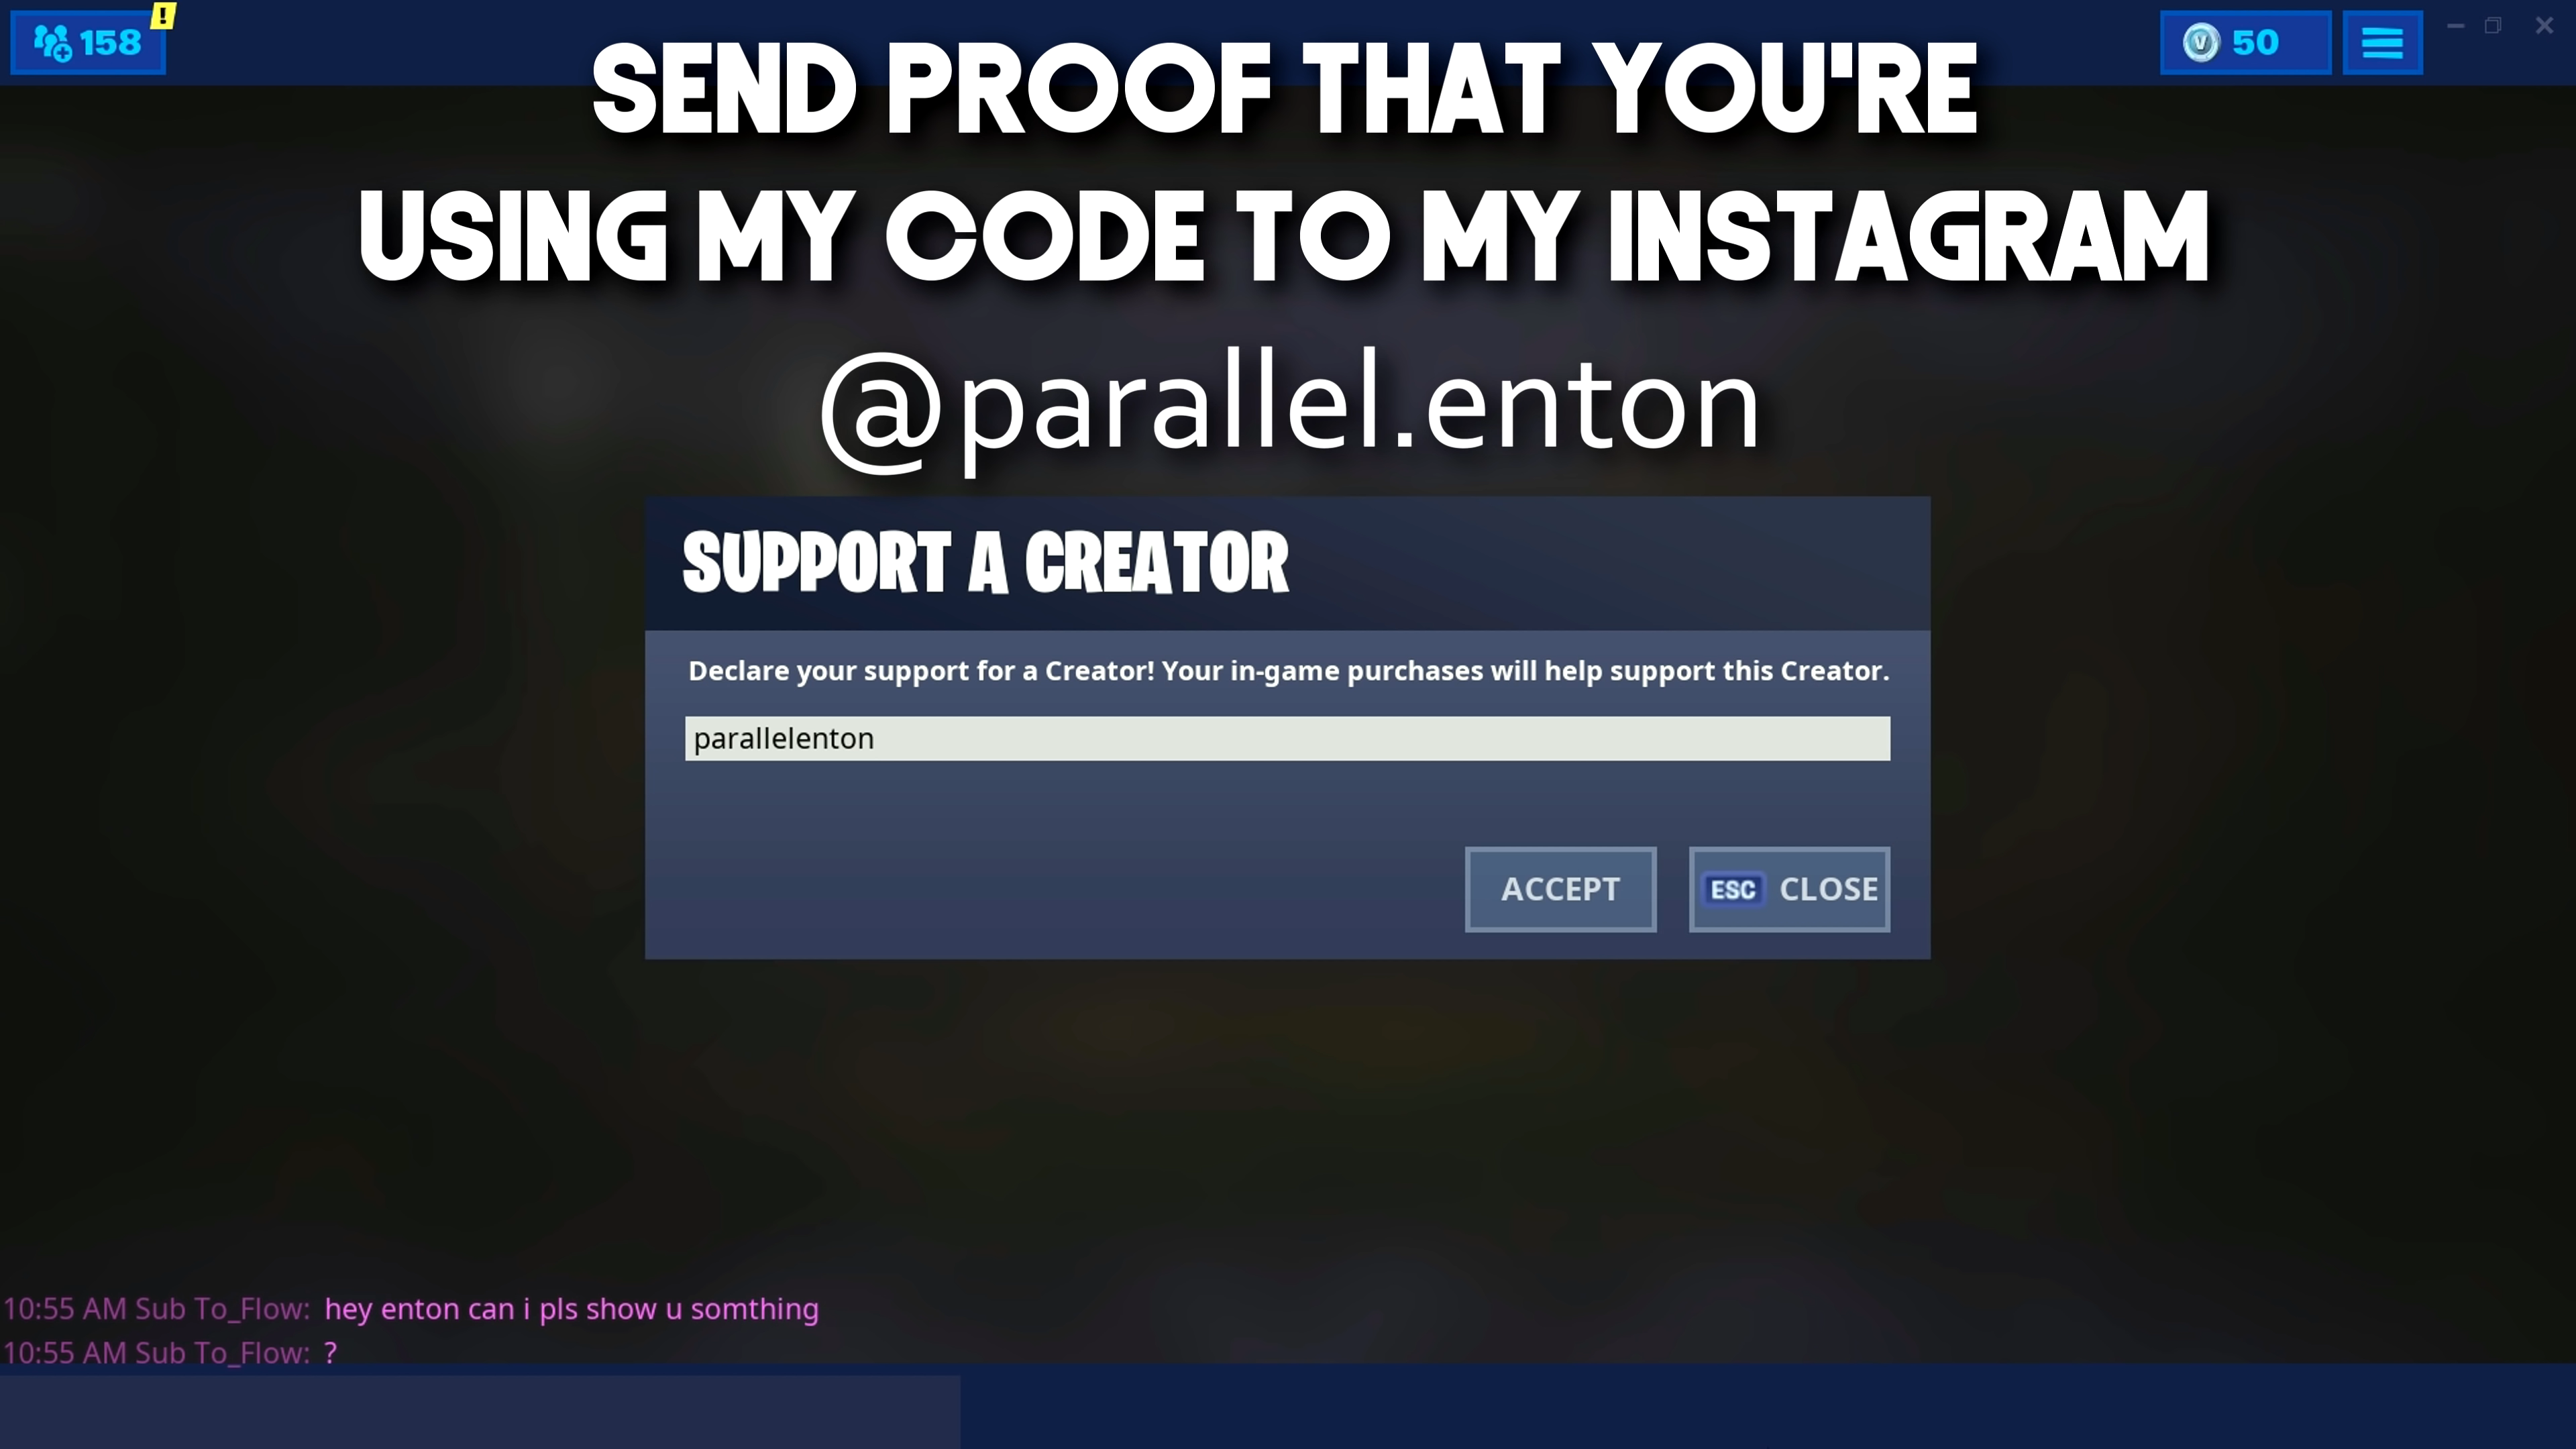 158
!
50
SEND PROOF THAT YOU'RE
USING MY CODE TO MY INSTAGRAM
@parallel.enton
SUPPORT A CREATOR
Declare your support for a Creator! Your in-game purchases will help support this Creator.
parallelenton
ACCEPT
ESC CLOSE
10:55 AM Sub To_Flow: hey enton can i pls show u somthing
10:55 AM Sub To_Flow: ?